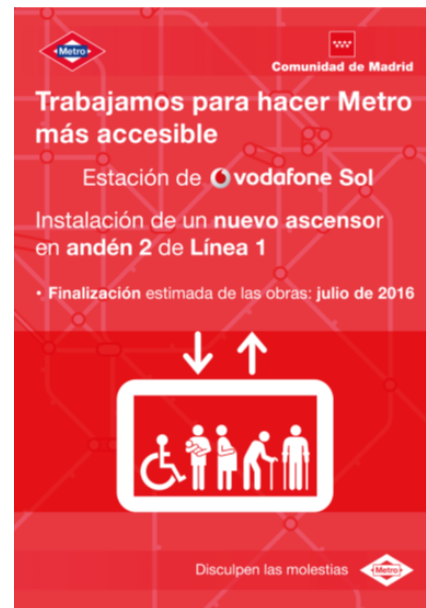 Metro
Comunidad de Madrid
Trabajamos para hacer Metro
más accesible
Estación de vodafone Sol
Instalación de un nuevo ascensor
en andén 2 de Línea 1
• Finalización estimada de las obras: julio de 2016
Disculpen las molestias
Metro